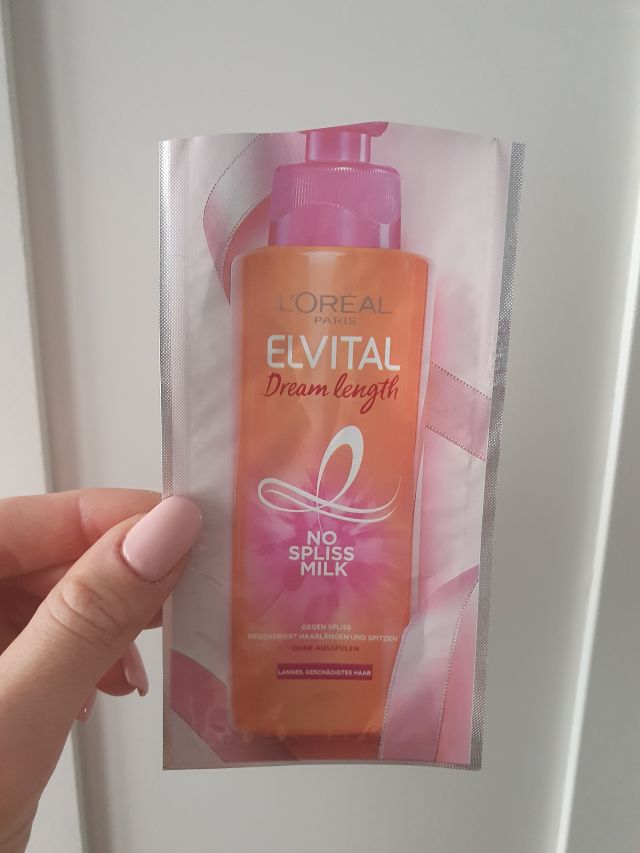 L'ORÉAL
PARIS
ELVITAL
Dream length
NO
SPLISS
MILK
GEGEN SPLISS
REGENERIERT HAARLÄNGEN UND SPITZEN
OHNE AUSSPÜLEN
LANGES, GESCHÄDIGTES HAAR